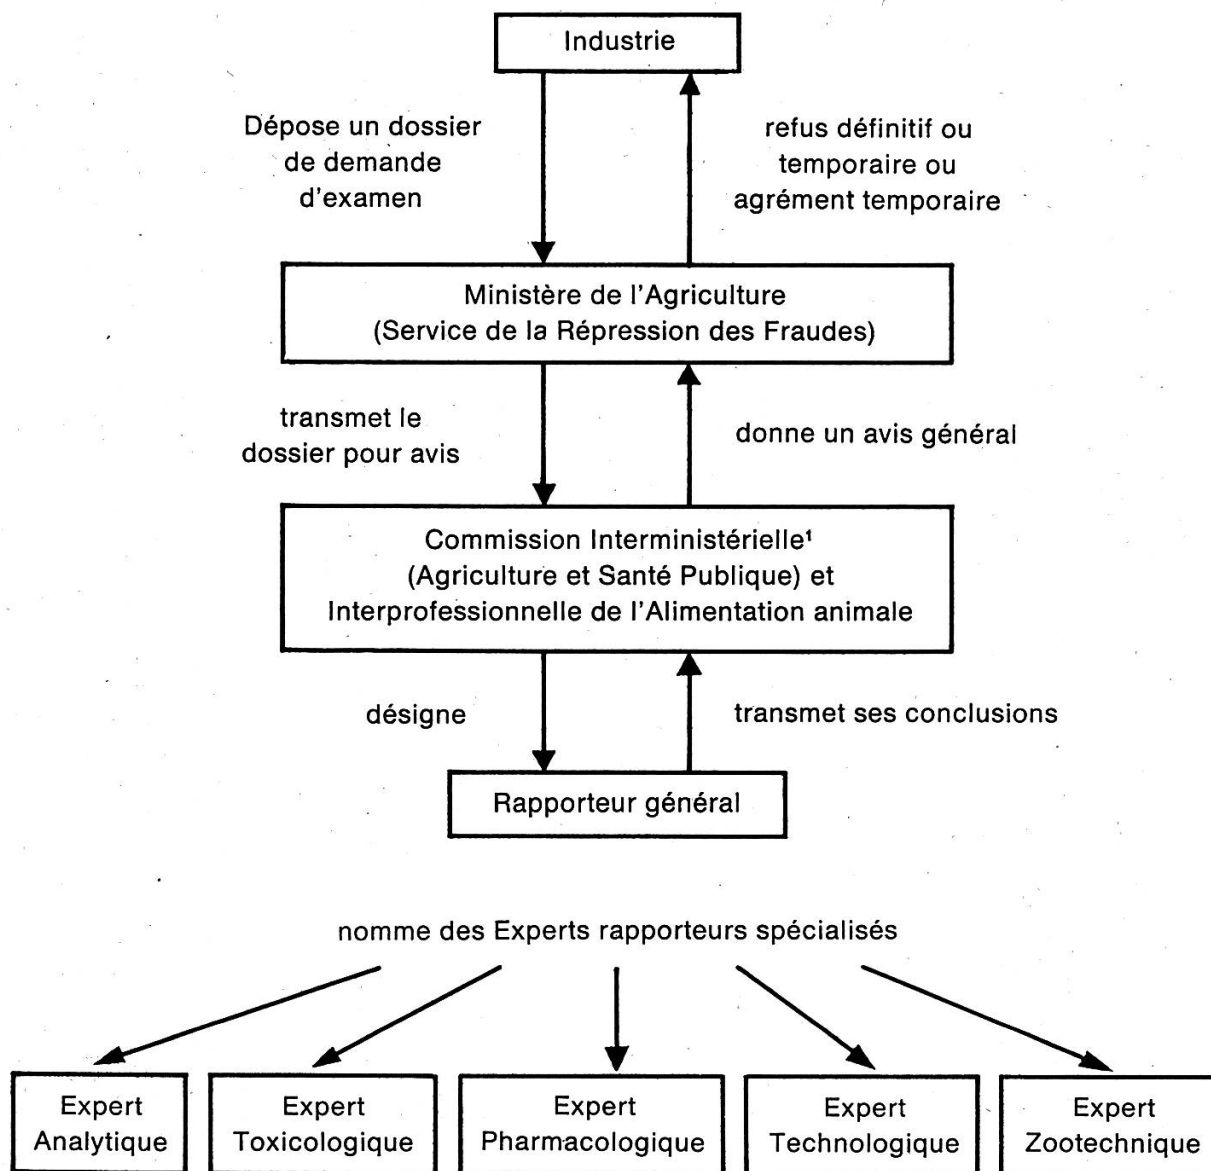 Industrie
Dépose un dossier
de demande
d'examen
refus définitif ou
temporaire ou
agrément temporaire
Ministère de l'Agriculture
(Service de la Répression des Fraudes)
transmet le
dossier pour avis
donne un avis général
Commission Interministérielle¹
(Agriculture et Santé Publique) et
Interprofessionnelle de l'Alimentation animale
désigne
transmet ses conclusions
Rapporteur général
nomme des Experts rapporteurs spécialisés
Expert
Analytique
Expert
Toxicologique
Expert
Pharmacologique
Expert
Technologique
Expert
Zootechnique